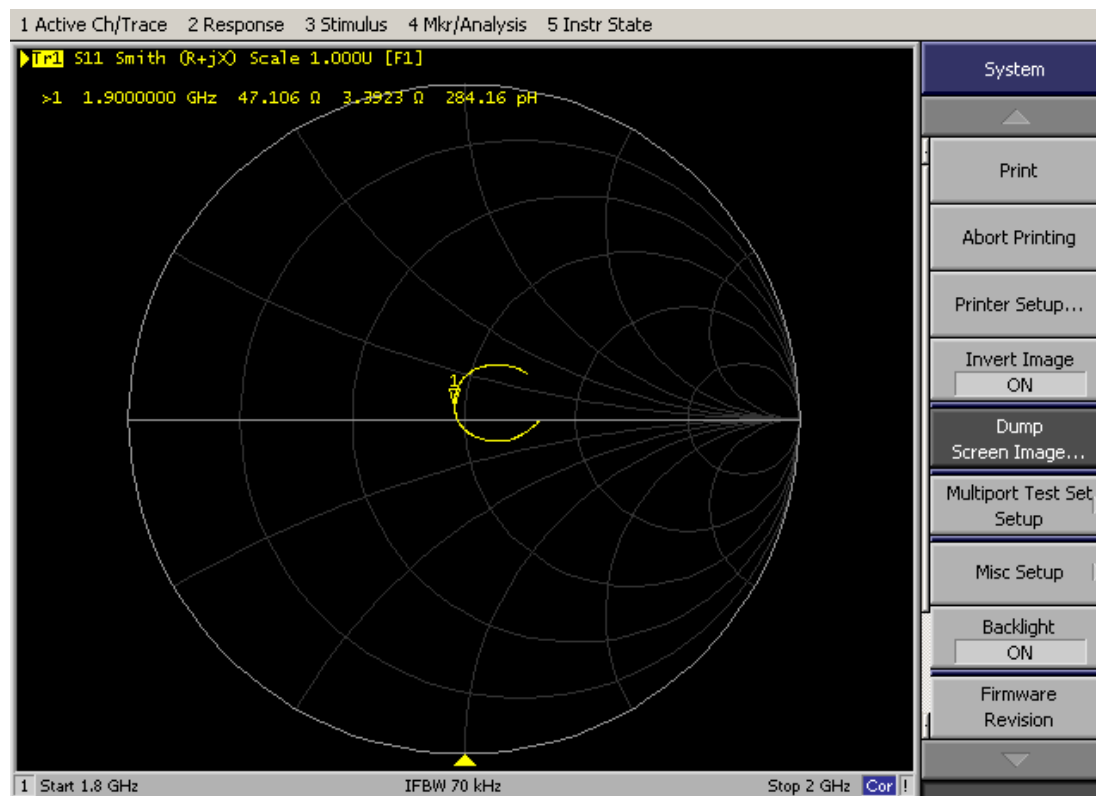 1 Active Ch/Trace 2 Response 3 Stimulus 4 Mkr/Analysis 5 Instr State
Tr1 S11 Smith (R+jX) Scale 1.000U [F1]
>1 1.9000000 GHz 47.106 Ω 3.3923 Ω 284.16 pH
1
System
Print
Abort Printing
Printer Setup...
Invert Image
ON
Dump
Screen Image...
Multiport Test Set
Setup
Misc Setup
Backlight
ON
Firmware
Revision
1 Start 1.8 GHz IFBW 70 kHz Stop 2 GHz Cor !